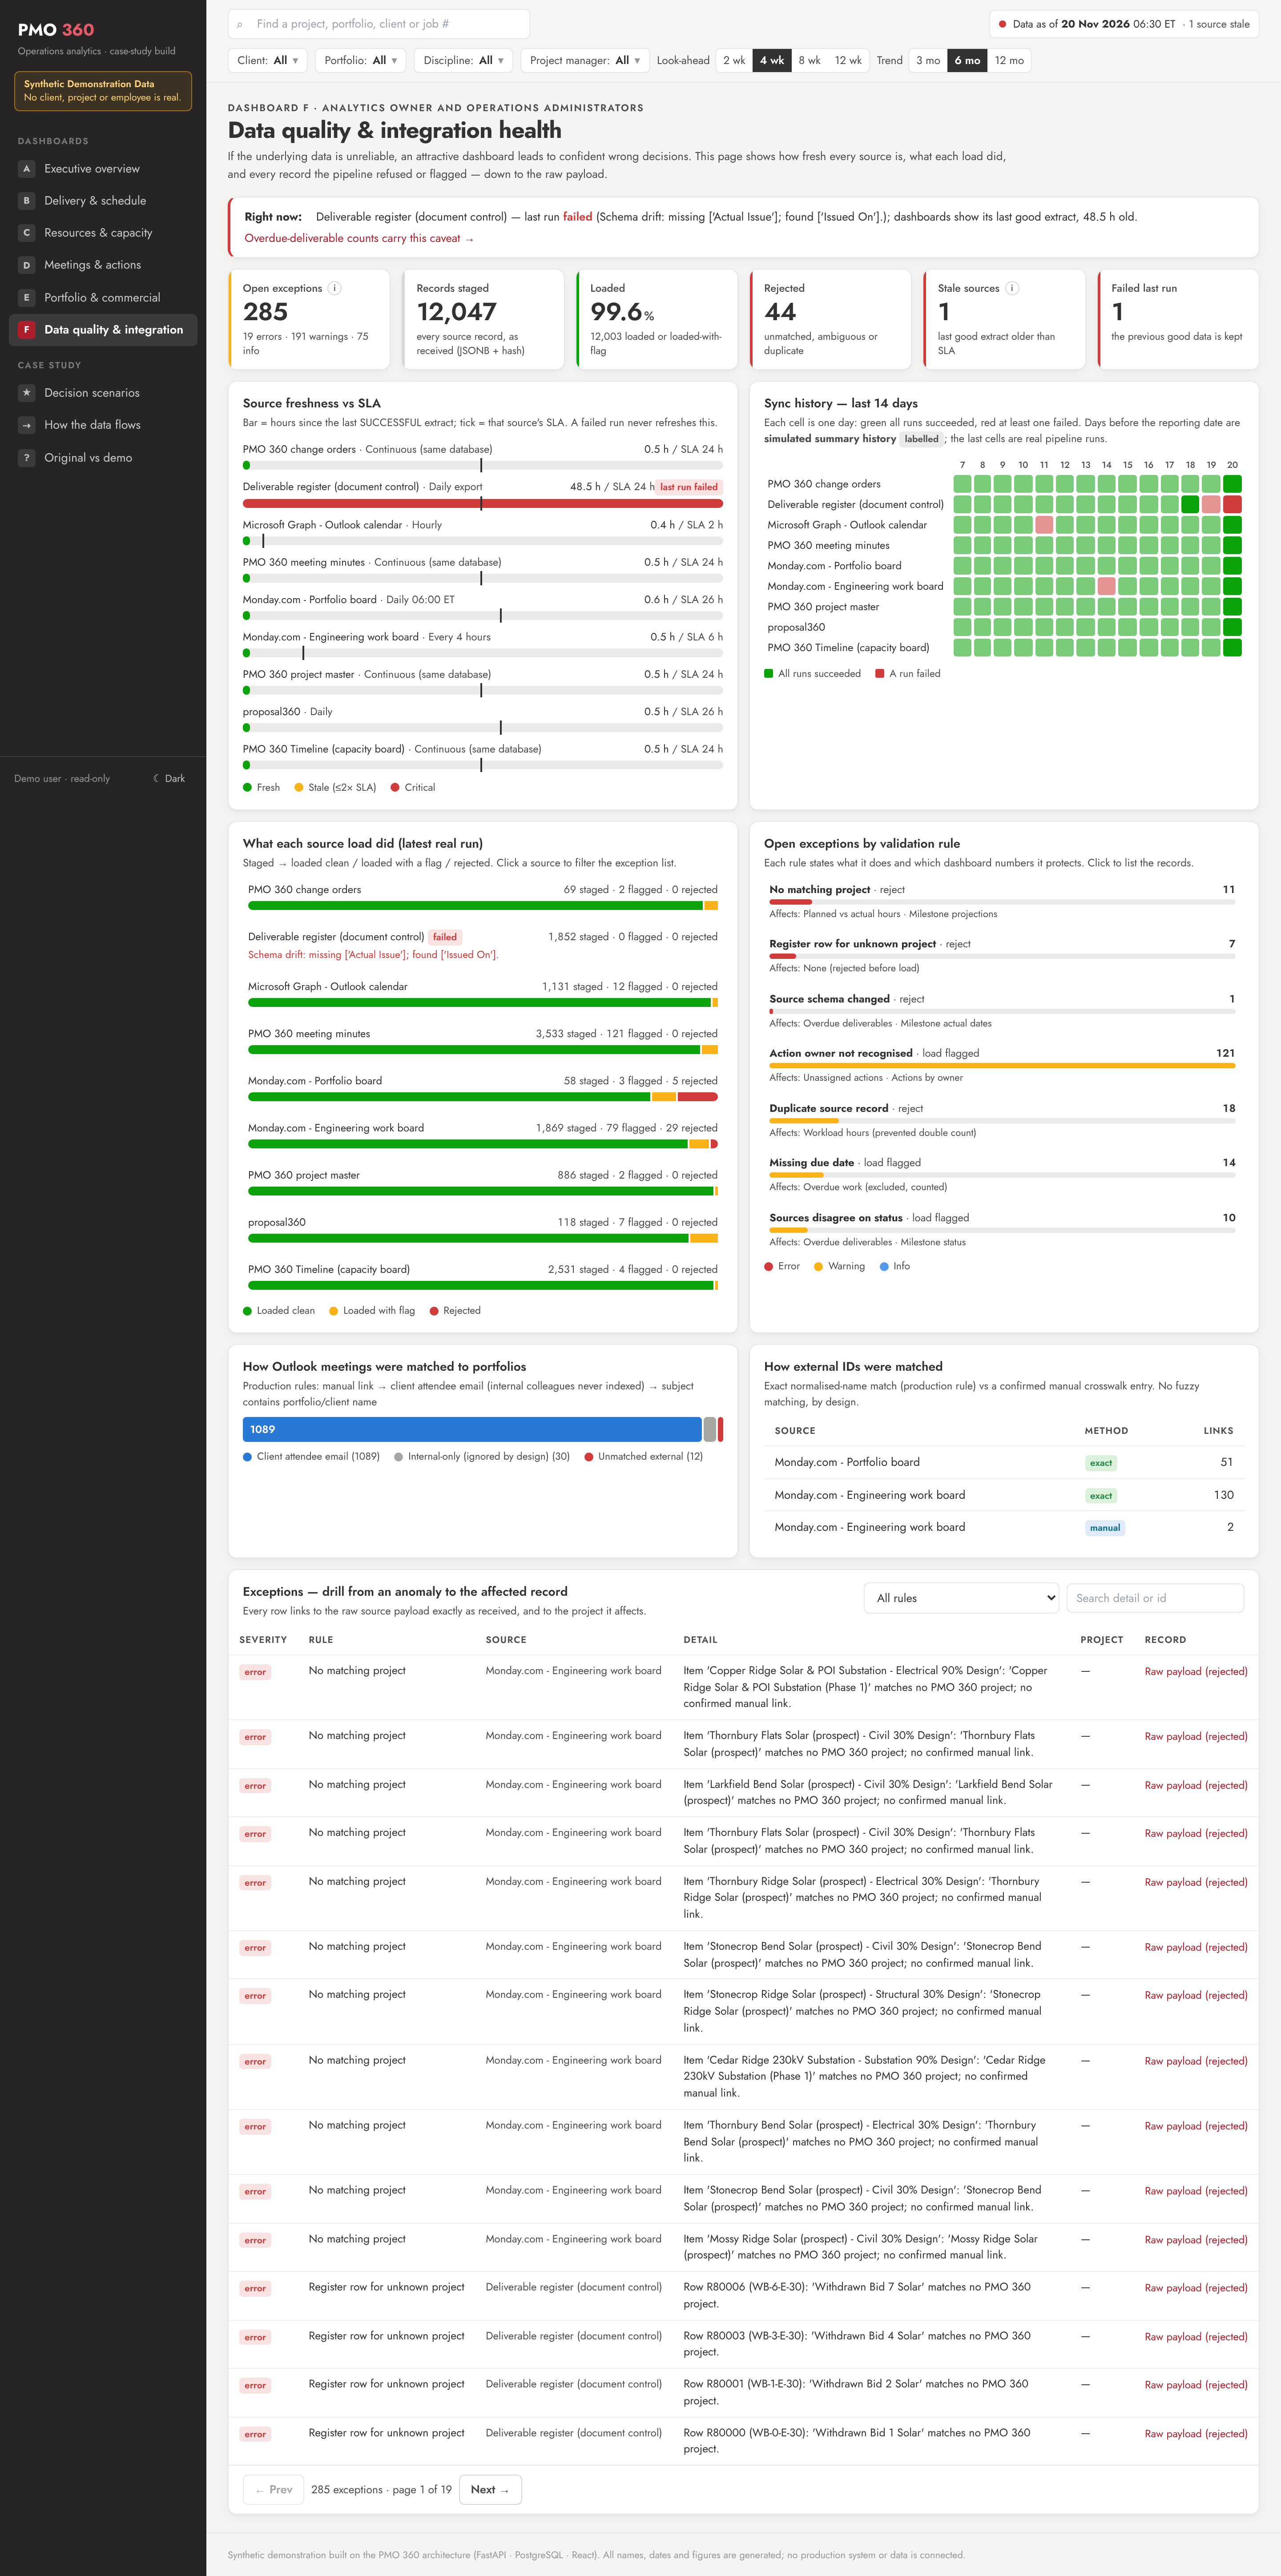 PMO 360
Operations analytics · case-study build
Synthetic Demonstration Data
No client, project or employee is real.
DASHBOARDS
A Executive overview
B Delivery & schedule
C Resources & capacity
D Meetings & actions
E Portfolio & commercial
F Data quality & integration
CASE STUDY
★ Decision scenarios
→ How the data flows
? Original vs demo
Demo user · read-only ☾ Dark
Find a project, portfolio, client or job #
Data as of 20 Nov 2026 06:30 ET · 1 source stale
Client: All ▾ Portfolio: All ▾ Discipline: All ▾ Project manager: All ▾ Look-ahead 2 wk 4 wk 8 wk 12 wk Trend 3 mo 6 mo 12 mo
DASHBOARD F · ANALYTICS OWNER AND OPERATIONS ADMINISTRATORS
Data quality & integration health
If the underlying data is unreliable, an attractive dashboard leads to confident wrong decisions. This page shows how fresh every source is, what each load did,
and every record the pipeline refused or flagged — down to the raw payload.
Right now: Deliverable register (document control) — last run failed (Schema drift: missing ['Actual Issue']; found ['Issued On'].); dashboards show its last good extract, 48.5 h old.
Overdue-deliverable counts carry this caveat →
Open exceptions i
285
19 errors · 191 warnings · 75
info
Records staged
12,047
every source record, as
received (JSONB + hash)
Loaded
99.6%
12,003 loaded or loaded-with-
flag
Rejected
44
unmatched, ambiguous or
duplicate
Stale sources i
1
last good extract older than
SLA
Failed last run
1
the previous good data is kept
Source freshness vs SLA
Bar = hours since the last SUCCESSFUL extract; tick = that source's SLA. A failed run never refreshes this.
PMO 360 change orders · Continuous (same database) 0.5 h / SLA 24 h
Deliverable register (document control) · Daily export 48.5 h / SLA 24 h last run failed
Microsoft Graph - Outlook calendar · Hourly 0.4 h / SLA 2 h
PMO 360 meeting minutes · Continuous (same database) 0.5 h / SLA 24 h
Monday.com - Portfolio board · Daily 06:00 ET 0.6 h / SLA 26 h
Monday.com - Engineering work board · Every 4 hours 0.5 h / SLA 6 h
PMO 360 project master · Continuous (same database) 0.5 h / SLA 24 h
proposal360 · Daily 0.5 h / SLA 26 h
PMO 360 Timeline (capacity board) · Continuous (same database) 0.5 h / SLA 24 h
Fresh Stale (≤2× SLA) Critical
Sync history — last 14 days
Each cell is one day: green all runs succeeded, red at least one failed. Days before the reporting date are
simulated summary history labelled ; the last cells are real pipeline runs.
7 8 9 10 11 12 13 14 15 16 17 18 19 20
PMO 360 change orders
Deliverable register (document control)
Microsoft Graph - Outlook calendar
PMO 360 meeting minutes
Monday.com - Portfolio board
Monday.com - Engineering work board
PMO 360 project master
proposal360
PMO 360 Timeline (capacity board)
All runs succeeded A run failed
What each source load did (latest real run)
Staged → loaded clean / loaded with a flag / rejected. Click a source to filter the exception list.
PMO 360 change orders 69 staged · 2 flagged · 0 rejected
Deliverable register (document control) failed 1,852 staged · 0 flagged · 0 rejected
Schema drift: missing ['Actual Issue']; found ['Issued On'].
Microsoft Graph - Outlook calendar 1,131 staged · 12 flagged · 0 rejected
PMO 360 meeting minutes 3,533 staged · 121 flagged · 0 rejected
Monday.com - Portfolio board 58 staged · 3 flagged · 5 rejected
Monday.com - Engineering work board 1,869 staged · 79 flagged · 29 rejected
PMO 360 project master 886 staged · 2 flagged · 0 rejected
proposal360 118 staged · 7 flagged · 0 rejected
PMO 360 Timeline (capacity board) 2,531 staged · 4 flagged · 0 rejected
Loaded clean Loaded with flag Rejected
Open exceptions by validation rule
Each rule states what it does and which dashboard numbers it protects. Click to list the records.
No matching project · reject 11
Affects: Planned vs actual hours · Milestone projections
Register row for unknown project · reject 7
Affects: None (rejected before load)
Source schema changed · reject 1
Affects: Overdue deliverables · Milestone actual dates
Action owner not recognised · load flagged 121
Affects: Unassigned actions · Actions by owner
Duplicate source record · reject 18
Affects: Workload hours (prevented double count)
Missing due date · load flagged 14
Affects: Overdue work (excluded, counted)
Sources disagree on status · load flagged 10
Affects: Overdue deliverables · Milestone status
Error Warning Info
How Outlook meetings were matched to portfolios
Production rules: manual link → client attendee email (internal colleagues never indexed) → subject
contains portfolio/client name
1089
Client attendee email (1089) Internal-only (ignored by design) (30) Unmatched external (12)
How external IDs were matched
Exact normalised-name match (production rule) vs a confirmed manual crosswalk entry. No fuzzy
matching, by design.
SOURCE METHOD LINKS
Monday.com - Portfolio board exact 51
Monday.com - Engineering work board exact 130
Monday.com - Engineering work board manual 2
Exceptions — drill from an anomaly to the affected record
Every row links to the raw source payload exactly as received, and to the project it affects.
All rules
Search detail or id
SEVERITY RULE SOURCE DETAIL PROJECT RECORD
error No matching project Monday.com - Engineering work board Item 'Copper Ridge Solar & POI Substation - Electrical 90% Design': 'Copper — Raw payload (rejected)
Ridge Solar & POI Substation (Phase 1)' matches no PMO 360 project; no
confirmed manual link.
error No matching project Monday.com - Engineering work board Item 'Thornbury Flats Solar (prospect) - Civil 30% Design': 'Thornbury Flats — Raw payload (rejected)
Solar (prospect)' matches no PMO 360 project; no confirmed manual link.
error No matching project Monday.com - Engineering work board Item 'Larkfield Bend Solar (prospect) - Civil 30% Design': 'Larkfield Bend Solar — Raw payload (rejected)
(prospect)' matches no PMO 360 project; no confirmed manual link.
error No matching project Monday.com - Engineering work board Item 'Thornbury Flats Solar (prospect) - Civil 30% Design': 'Thornbury Flats — Raw payload (rejected)
Solar (prospect)' matches no PMO 360 project; no confirmed manual link.
error No matching project Monday.com - Engineering work board Item 'Thornbury Ridge Solar (prospect) - Electrical 30% Design': 'Thornbury — Raw payload (rejected)
Ridge Solar (prospect)' matches no PMO 360 project; no confirmed manual
link.
error No matching project Monday.com - Engineering work board Item 'Stonecrop Bend Solar (prospect) - Civil 30% Design': 'Stonecrop Bend — Raw payload (rejected)
Solar (prospect)' matches no PMO 360 project; no confirmed manual link.
error No matching project Monday.com - Engineering work board Item 'Stonecrop Ridge Solar (prospect) - Structural 30% Design': 'Stonecrop — Raw payload (rejected)
Ridge Solar (prospect)' matches no PMO 360 project; no confirmed manual
link.
error No matching project Monday.com - Engineering work board Item 'Cedar Ridge 230kV Substation - Substation 90% Design': 'Cedar Ridge — Raw payload (rejected)
230kV Substation (Phase 1)' matches no PMO 360 project; no confirmed
manual link.
error No matching project Monday.com - Engineering work board Item 'Thornbury Bend Solar (prospect) - Electrical 30% Design': 'Thornbury — Raw payload (rejected)
Bend Solar (prospect)' matches no PMO 360 project; no confirmed manual
link.
error No matching project Monday.com - Engineering work board Item 'Stonecrop Bend Solar (prospect) - Civil 30% Design': 'Stonecrop Bend — Raw payload (rejected)
Solar (prospect)' matches no PMO 360 project; no confirmed manual link.
error No matching project Monday.com - Engineering work board Item 'Mossy Ridge Solar (prospect) - Civil 30% Design': 'Mossy Ridge Solar — Raw payload (rejected)
(prospect)' matches no PMO 360 project; no confirmed manual link.
error Register row for unknown project Deliverable register (document control) Row R80006 (WB-6-E-30): 'Withdrawn Bid 7 Solar' matches no PMO 360 — Raw payload (rejected)
project.
error Register row for unknown project Deliverable register (document control) Row R80003 (WB-3-E-30): 'Withdrawn Bid 4 Solar' matches no PMO 360 — Raw payload (rejected)
project.
error Register row for unknown project Deliverable register (document control) Row R80001 (WB-1-E-30): 'Withdrawn Bid 2 Solar' matches no PMO 360 — Raw payload (rejected)
project.
error Register row for unknown project Deliverable register (document control) Row R80000 (WB-0-E-30): 'Withdrawn Bid 1 Solar' matches no PMO 360 — Raw payload (rejected)
project.
← Prev 285 exceptions · page 1 of 19 Next →
Synthetic demonstration built on the PMO 360 architecture (FastAPI · PostgreSQL · React). All names, dates and figures are generated; no production system or data is connected.